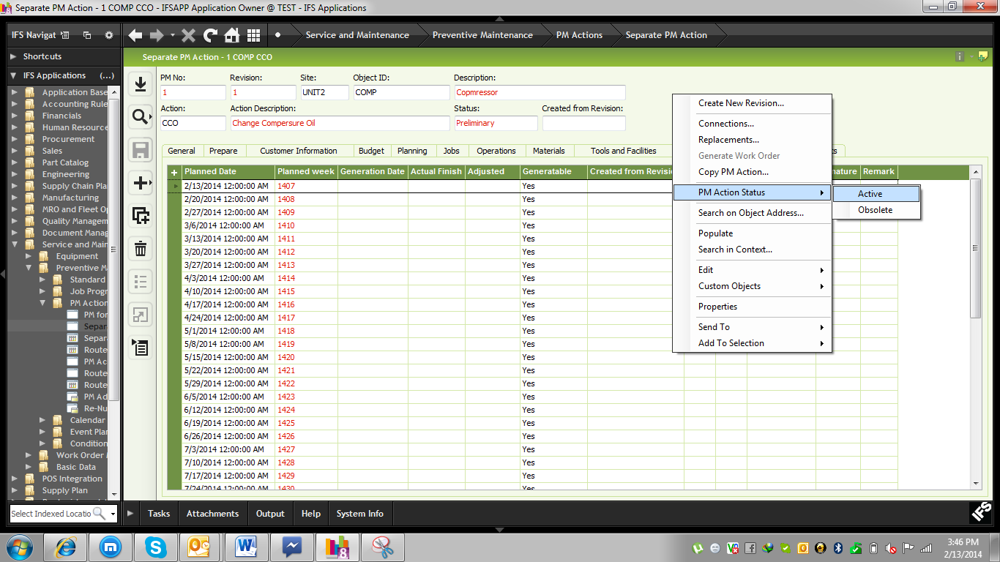 Separate PM Action - 1 COMP CCO - IFSAPP Application Owner @ TEST - IFS Applications
IFS Navigat
Service and Maintenance
Preventive Maintenance
PM Actions
Separate PM Action
Shortcuts
IFS Applications (...)
Application Base
Accounting Rule
Financials
Human Resource
Procurement
Sales
Part Catalog
Engineering
Supply Chain Pla
Manufacturing
MRO and Fleet Op
Quality Managem
Document Manag
Service and Main
Equipment
Preventive M
Standard
Job Progr
PM Action
PM for
Separ
Separ
Route
PM Ac
Route
Route
PM Ad
Re-Nu
Calendar
Event Plan
Condition
Work Order
Basic Data
POS Integration
Supply Plan
Select Indexed Locatio
Separate PM Action - 1 COMP CCO
PM No: Revision: Site: Object ID: Description:
1 1 UNIT2 COMP Copmressor
Action: Action Description: Status: Created from Revision:
CCO Change Compersure Oil Preliminary
General Prepare Customer Information Budget Planning Jobs Operations Materials Tools and Facilities
Planned Date Planned week Generation Date Actual Finish Adjusted Generatable Created from Revisio nature Remark
2/13/2014 12:00:00 AM 1407 Yes
2/20/2014 12:00:00 AM 1408 Yes
2/27/2014 12:00:00 AM 1409 Yes
3/6/2014 12:00:00 AM 1410 Yes
3/13/2014 12:00:00 AM 1411 Yes
3/20/2014 12:00:00 AM 1412 Yes
3/27/2014 12:00:00 AM 1413 Yes
4/3/2014 12:00:00 AM 1414 Yes
4/10/2014 12:00:00 AM 1415 Yes
4/17/2014 12:00:00 AM 1416 Yes
4/24/2014 12:00:00 AM 1417 Yes
5/1/2014 12:00:00 AM 1418 Yes
5/8/2014 12:00:00 AM 1419 Yes
5/15/2014 12:00:00 AM 1420 Yes
5/22/2014 12:00:00 AM 1421 Yes
5/29/2014 12:00:00 AM 1422 Yes
6/5/2014 12:00:00 AM 1423 Yes
6/12/2014 12:00:00 AM 1424 Yes
6/19/2014 12:00:00 AM 1425 Yes
6/26/2014 12:00:00 AM 1426 Yes
7/3/2014 12:00:00 AM 1427 Yes
7/10/2014 12:00:00 AM 1428 Yes
7/17/2014 12:00:00 AM 1429 Yes
7/24/2014 12:00:00 AM 1430 Yes
Create New Revision...
Connections...
Replacements...
Generate Work Order
Copy PM Action...
PM Action Status
Active
Obsolete
Search on Object Address...
Populate
Search in Context...
Edit
Custom Objects
Properties
Send To
Add To Selection
Tasks Attachments Output Help System Info
IFS
3:46 PM
2/13/2014